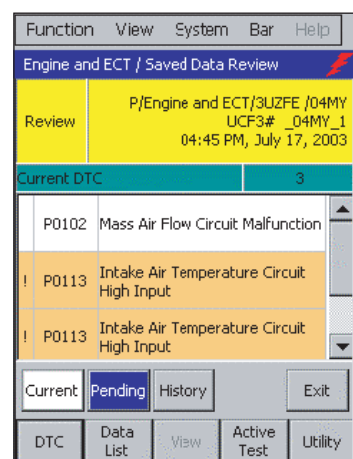 Function View System Bar Help
Engine and ECT / Saved Data Review
Review
P/Engine and ECT/3UZFE /04MY
UCF3# _04MY_1
04:45 PM, July 17, 2003
Current DTC 3
P0102 Mass Air Flow Circuit Malfunction
! P0113 Intake Air Temperature Circuit
High Input
! P0113 Intake Air Temperature Circuit
High Input
Current Pending History Exit
DTC Data List View Active Test Utility